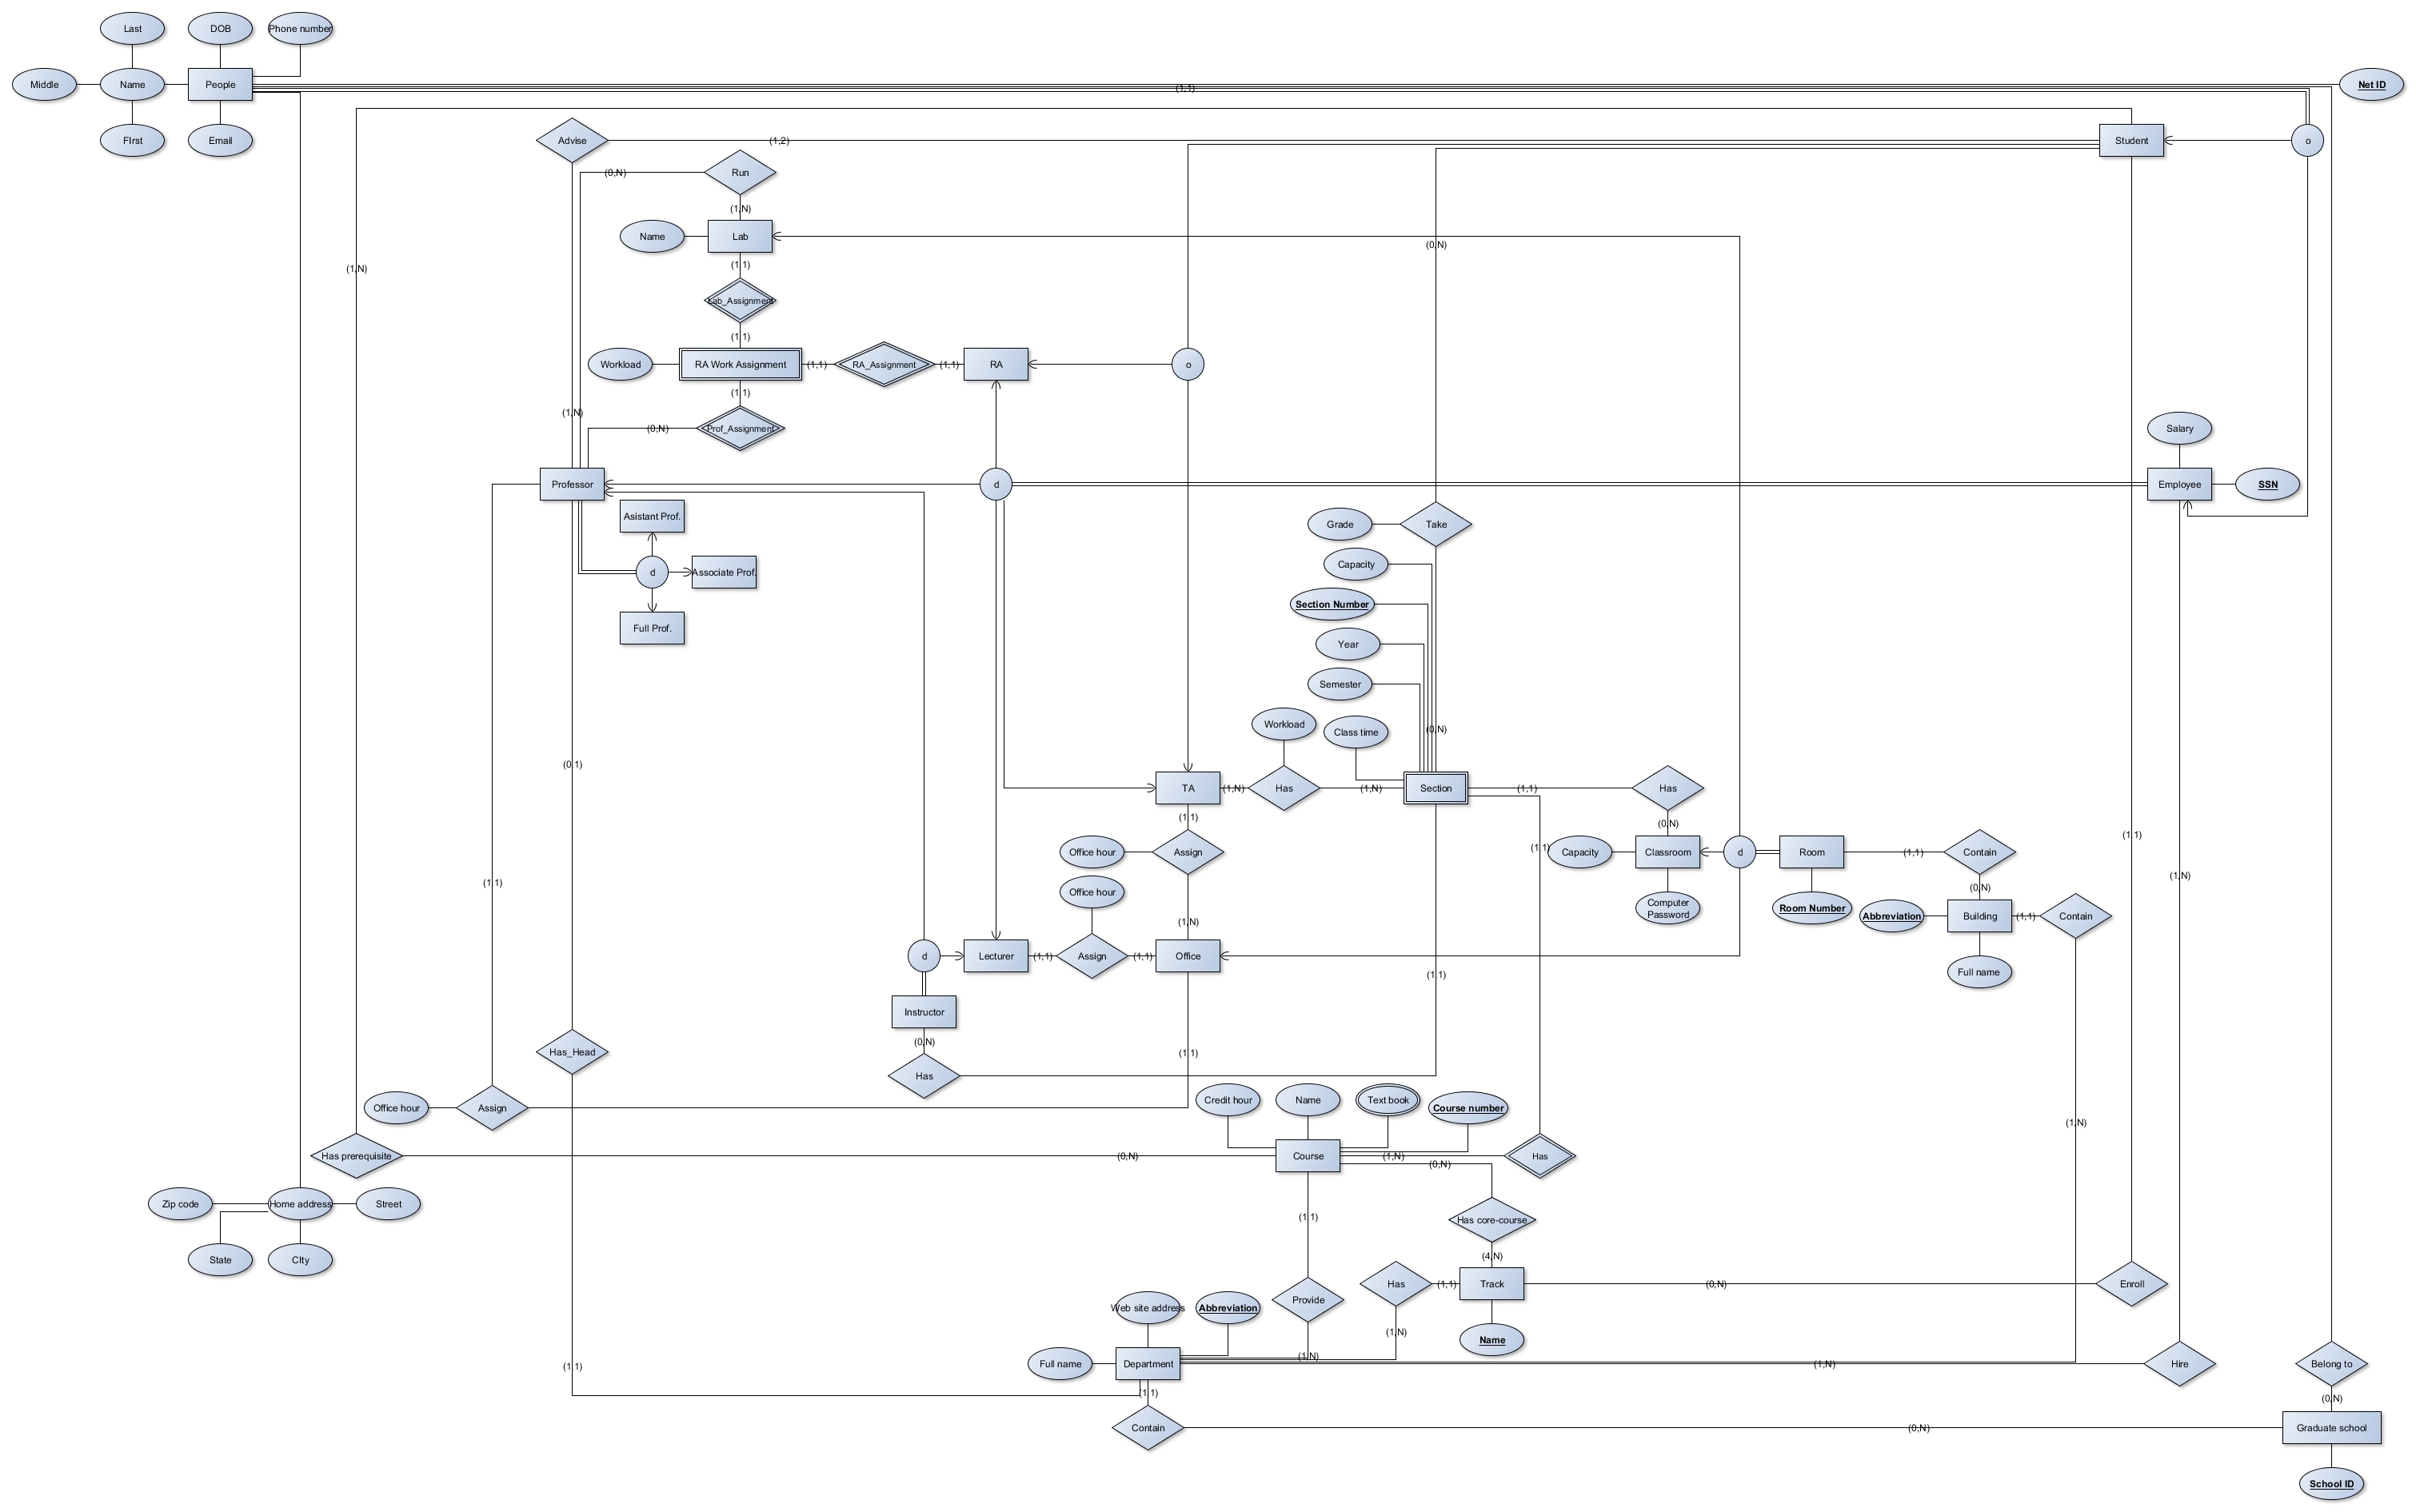 Last
DOB
Phone number
Middle
Name
People
(1,1)
Net ID
FIrst
Email
Advise
(1,2)
Student
o
(0,N)
Run
(1,N)
Name
Lab
(0,N)
(1,1)
(1,N)
Lab_Assignment
(1,1)
Workload
RA Work Assignment
(1,1)
RA_Assignment
(1,1)
RA
o
(1,1)
(1,N)
(0,N)
Prof_Assignment
Salary
Professor
d
Employee
SSN
Asistant Prof.
Grade
Take
Capacity
d
Associate Prof.
Section Number
Full Prof.
Year
Semester
Workload
Class time
(0,N)
(0,1)
TA
(1,N)
Has
(1,N)
Section
(1,1)
Has
(1,1)
(0,N)
Office hour
Assign
(1,1)
Capacity
Classroom
d
Room
(1,1)
Contain
(1,1)
(1,1)
Office hour
(1,N)
(0,N)
Computer
Password
Room Number
Abbreviation
Building
(1,1)
Contain
(1,N)
d
Lecturer
(1,1)
Assign
(1,1)
Office
Full name
(1,1)
Instructor
(0,N)
Has_Head
(1,1)
Has
Office hour
Assign
Credit hour
Name
Text book
Course number
(1,N)
Has prerequisite
(0,N)
Course
(1,N)
Has
(0,N)
Zip code
Home address
Street
(1,1)
Has core-course
State
CIty
(4,N)
Has
(1,1)
Track
(0,N)
Enroll
Provide
Web site address
Abbreviation
(1,N)
Name
(1,N)
Full name
Department
(1,N)
Hire
Belong to
(1,1)
(1,1)
(0,N)
Contain
(0,N)
Graduate school
School ID